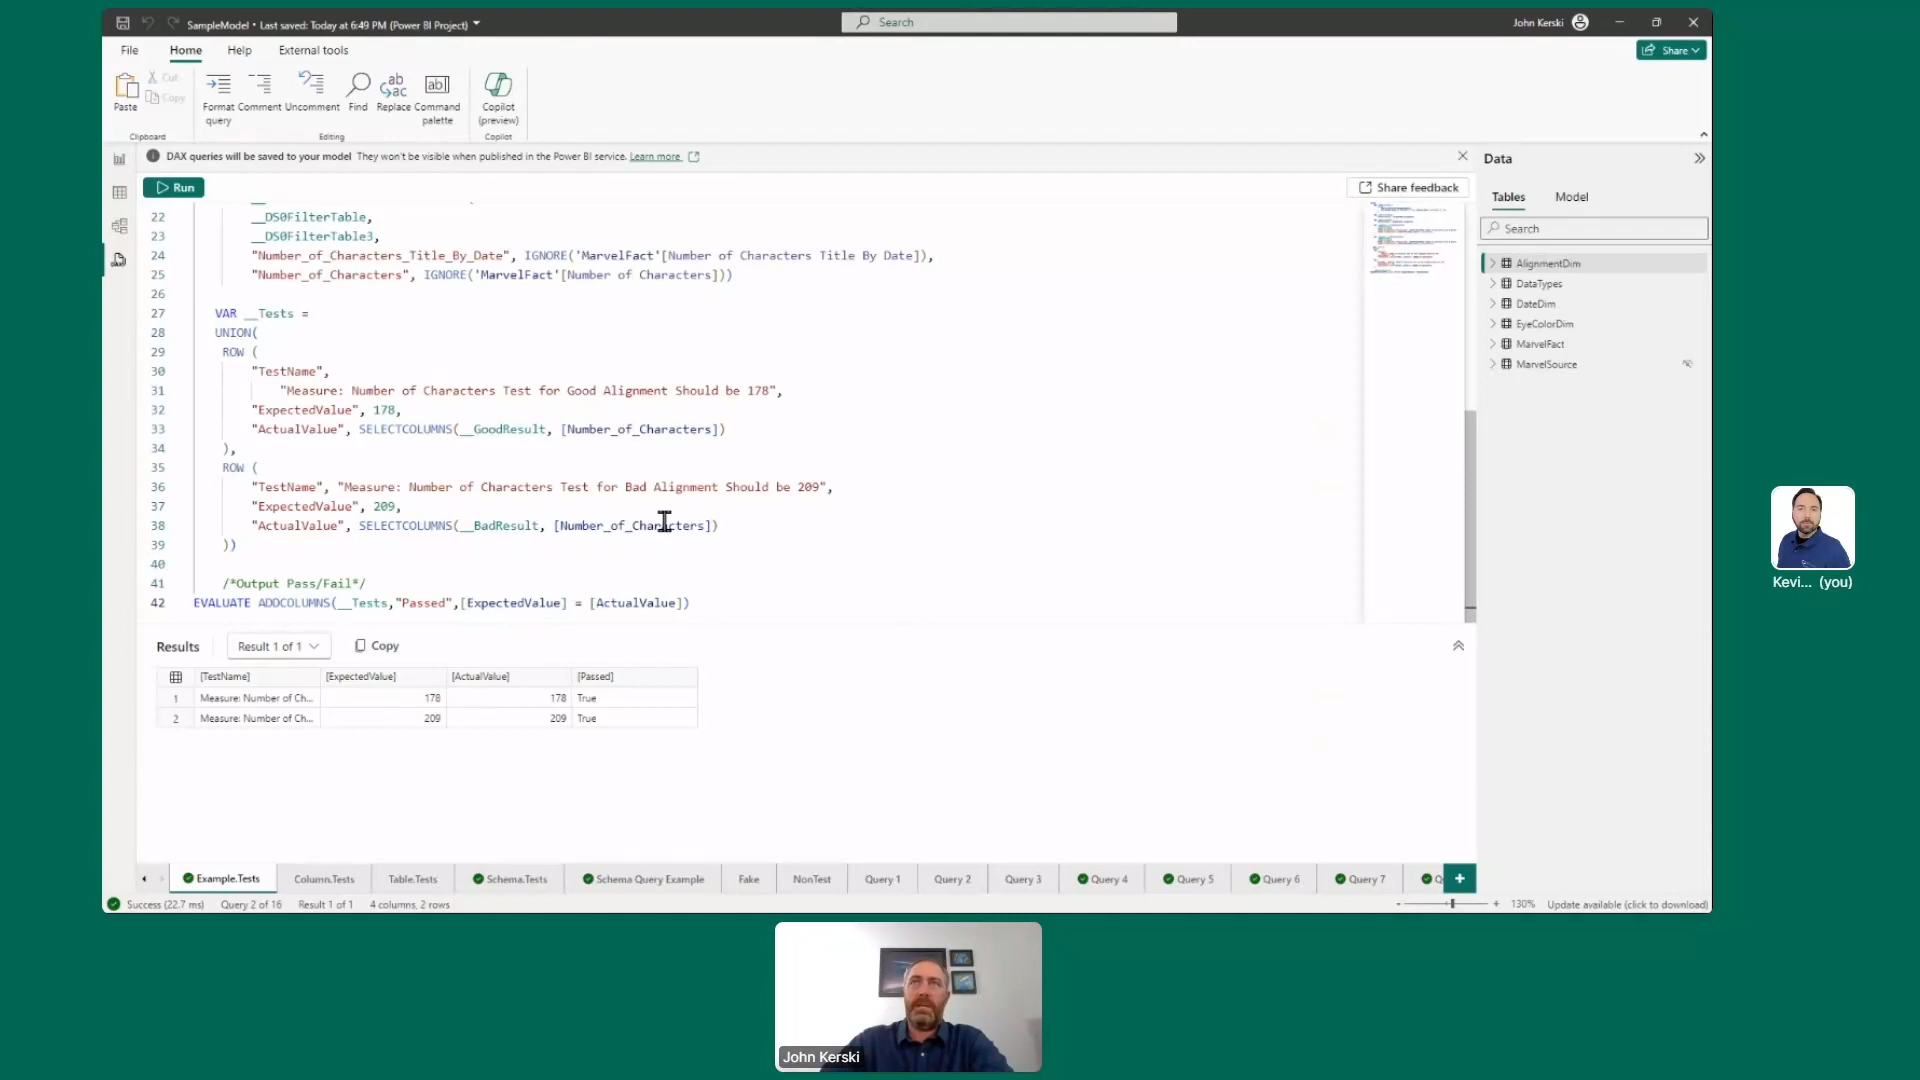 SampleModel • Last saved: Today at 6:49 PM (Power BI Project)
Search
John Kerski
File
Home
Help
External tools
Share
Paste
Cut
Copy
Format query
Comment
Uncomment
Find
Replace
Command palette
Copilot (preview)
Clipboard
Editing
Copilot
DAX queries will be saved to your model They won't be visible when published in the Power BI service. Learn more
Data
Run
Share feedback
Tables
Model
Search
AlignmentDim
DataTypes
DateDim
EyeColorDim
MarvelFact
MarvelSource
22 __DS0FilterTable,
23 __DS0FilterTable3,
24 "Number_of_Characters_Title_By_Date", IGNORE('MarvelFact'[Number of Characters Title By Date]),
25 "Number_of_Characters", IGNORE('MarvelFact'[Number of Characters]))
26
27 VAR __Tests =
28 UNION(
29 ROW (
30 "TestName",
31 "Measure: Number of Characters Test for Good Alignment Should be 178",
32 "ExpectedValue", 178,
33 "ActualValue", SELECTCOLUMNS(__GoodResult, [Number_of_Characters])
34 ),
35 ROW (
36 "TestName", "Measure: Number of Characters Test for Bad Alignment Should be 209",
37 "ExpectedValue", 209,
38 "ActualValue", SELECTCOLUMNS(__BadResult, [Number_of_Characters])
39 ))
40
41 /*Output Pass/Fail*/
42 EVALUATE ADDCOLUMNS(__Tests,"Passed",[ExpectedValue] = [ActualValue])
Results
Result 1 of 1
Copy
[TestName] [ExpectedValue] [ActualValue] [Passed]
1 Measure: Number of Ch... 178 178 True
2 Measure: Number of Ch... 209 209 True
Example.Tests
Column.Tests
Table.Tests
Schema.Tests
Schema Query Example
Fake
NonTest
Query 1
Query 2
Query 3
Query 4
Query 5
Query 6
Query 7
Success (22.7 ms) Query 2 of 16 Result 1 of 1 4 columns, 2 rows
130%
Update available (click to download)
Kevi... (you)
John Kerski